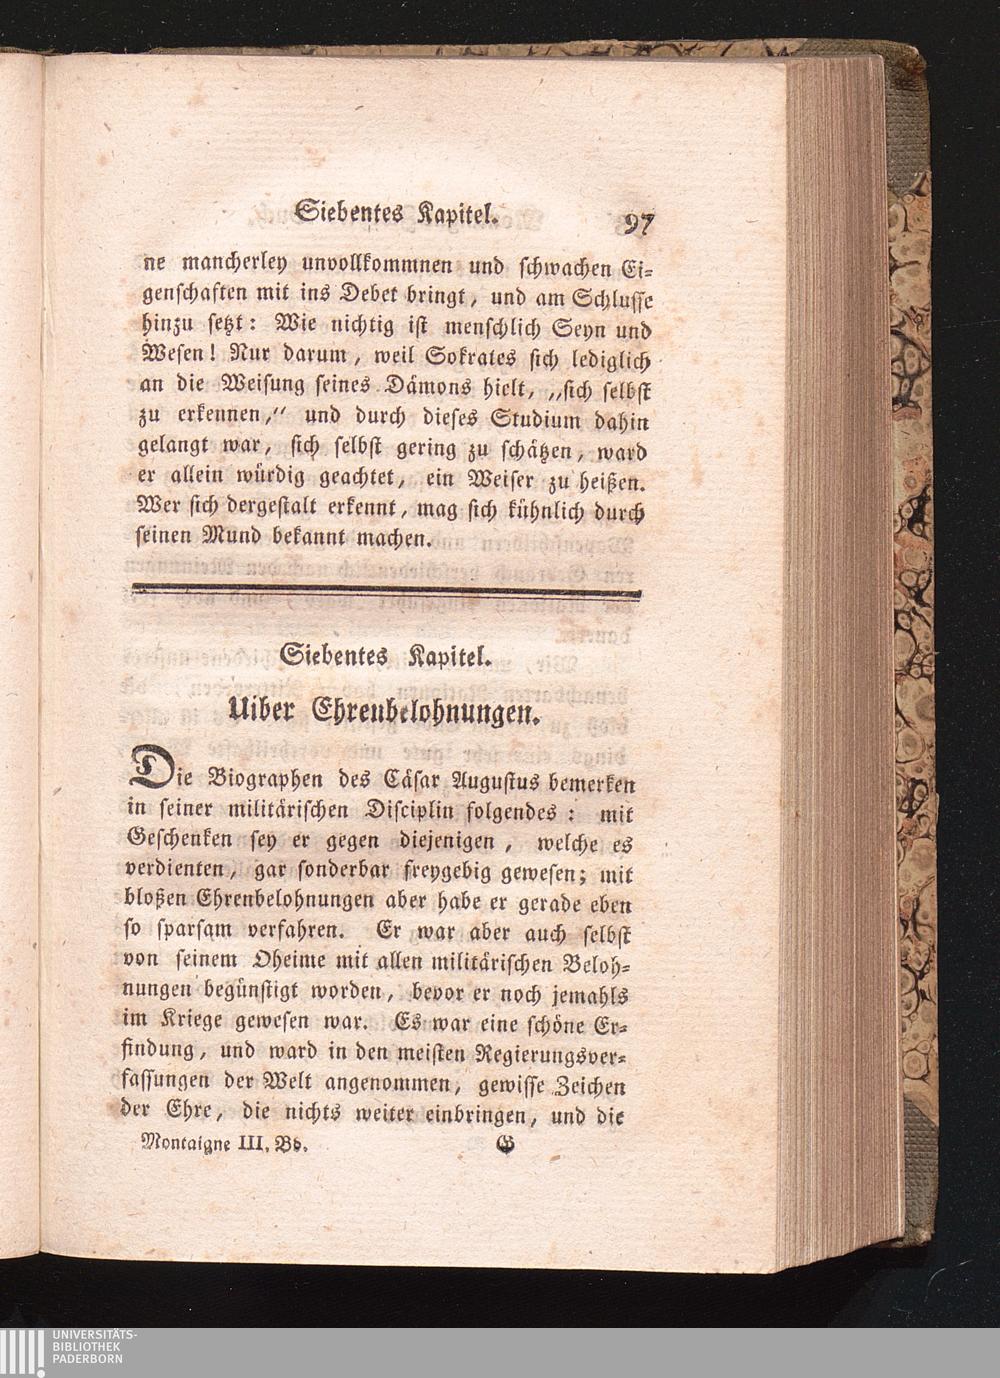 Siebentes Kapitel. 97
ne mancherley unvollkommnen und schwachen Ei-
genschaften mit ins Debet bringt, und am Schlusse
hinzu setzt: Wie nichtig ist menschlich Seyn und
Wesen! Nur darum, weil Sokrates sich lediglich
an die Weisung seines Dämons hielt, „sich selbst
zu erkennen,“ und durch dieses Studium dahin
gelangt war, sich selbst gering zu schätzen, ward
er allein würdig geachtet, ein Weiser zu heißen.
Wer sich dergestalt erkennt, mag sich kühnlich durch
seinen Mund bekannt machen.
Siebentes Kapitel.
Uiber Ehrenbelohnungen.
Die Biographen des Cäsar Augustus bemerken
in seiner militärischen Disciplin folgendes: mit
Geschenken sey er gegen diejenigen, welche es
verdienten, gar sonderbar freygebig gewesen; mit
bloßen Ehrenbelohnungen aber habe er gerade eben
so sparsam verfahren. Er war aber auch selbst
von seinem Oheime mit allen militärischen Beloh-
nungen begünstigt worden, bevor er noch jemahls
im Kriege gewesen war. Es war eine schöne Er-
findung, und ward in den meisten Regierungsver-
fassungen der Welt angenommen, gewisse Zeichen
der Ehre, die nichts weiter einbringen, und die
Montaigne III. Bd. G
UNIVERSITÄTS-
BIBLIOTHEK
PADERBORN